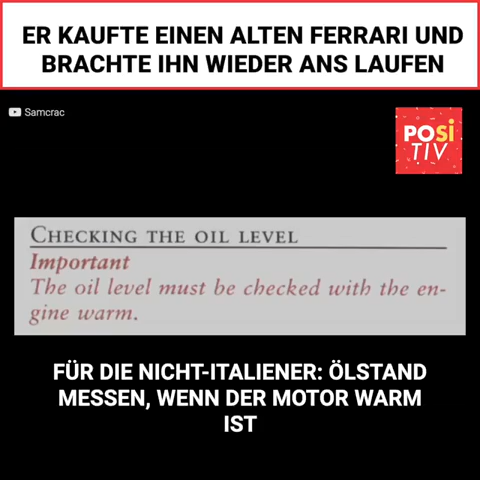 ER KAUFTE EINEN ALTEN FERRARI UND
BRACHTE IHN WIEDER ANS LAUFEN
Samcrac
POSi
TIV
CHECKING THE OIL LEVEL
Important
The oil level must be checked with the en-
gine warm.
FÜR DIE NICHT-ITALIENER: ÖLSTAND
MESSEN, WENN DER MOTOR WARM
IST